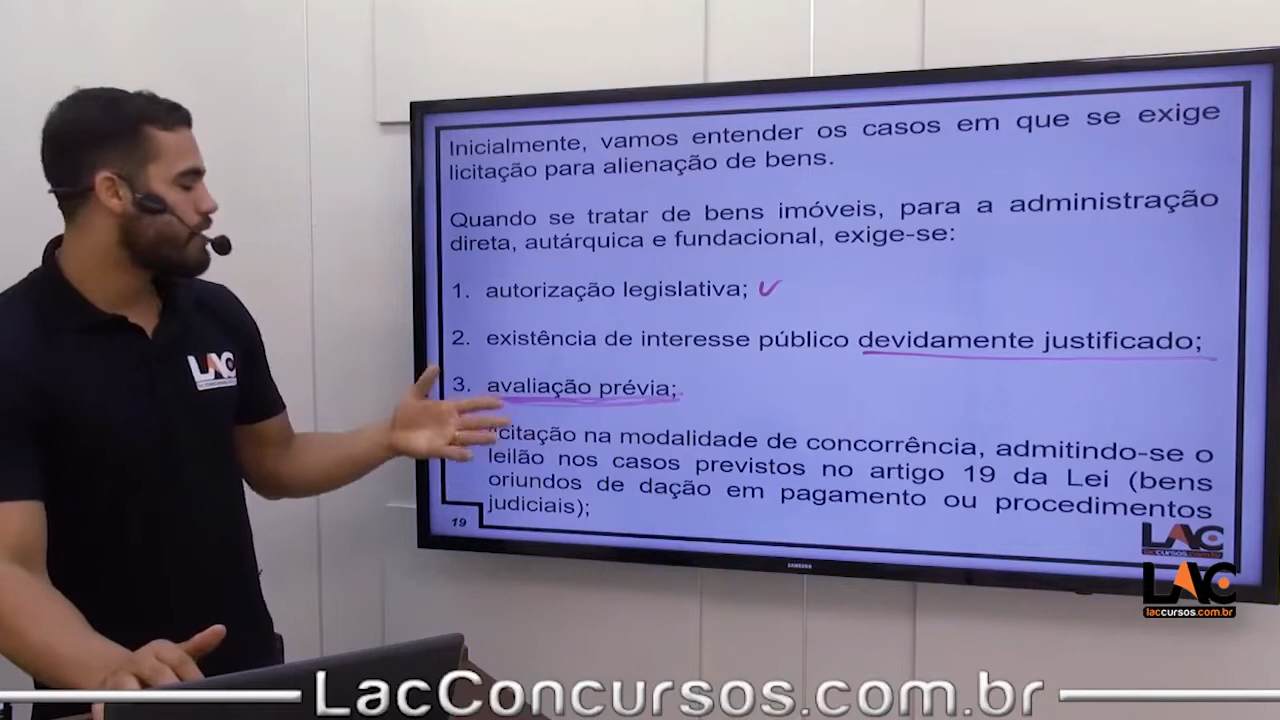 Inicialmente, vamos entender os casos em que se exige
licitação para alienação de bens.
Quando se tratar de bens imóveis, para a administração
direta, autárquica e fundacional, exige-se:
1. autorização legislativa;
2. existência de interesse público devidamente justificado;
3. avaliação prévia;
na modalidade de concorrência, admitindo-se o
leilão nos casos previstos no artigo 19 da Lei (bens
oriundos de dação em pagamento ou procedimentos
judiciais);
19
LAC
laccursos.com.br
LAC
laccursos.com.br
LAC
LacConcursos.com.br
SAMSUNG